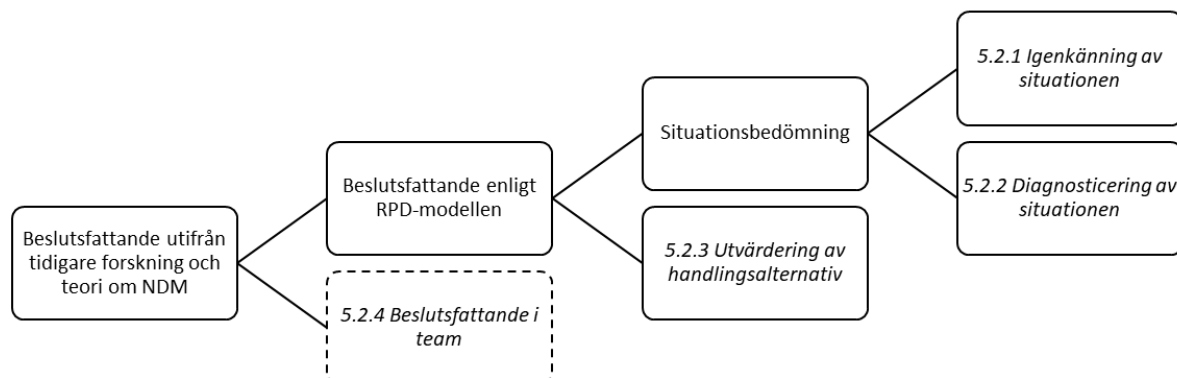 Beslutsfattande utifrån
tidigare forskning och
teori om NDM
Beslutsfattande enligt
RPD-modellen
5.2.4 Beslutsfattande i
team
Situationsbedömning
5.2.3 Utvärdering av
handlingsalternativ
5.2.1 Igenkänning av
situationen
5.2.2 Diagnosticering av
situationen